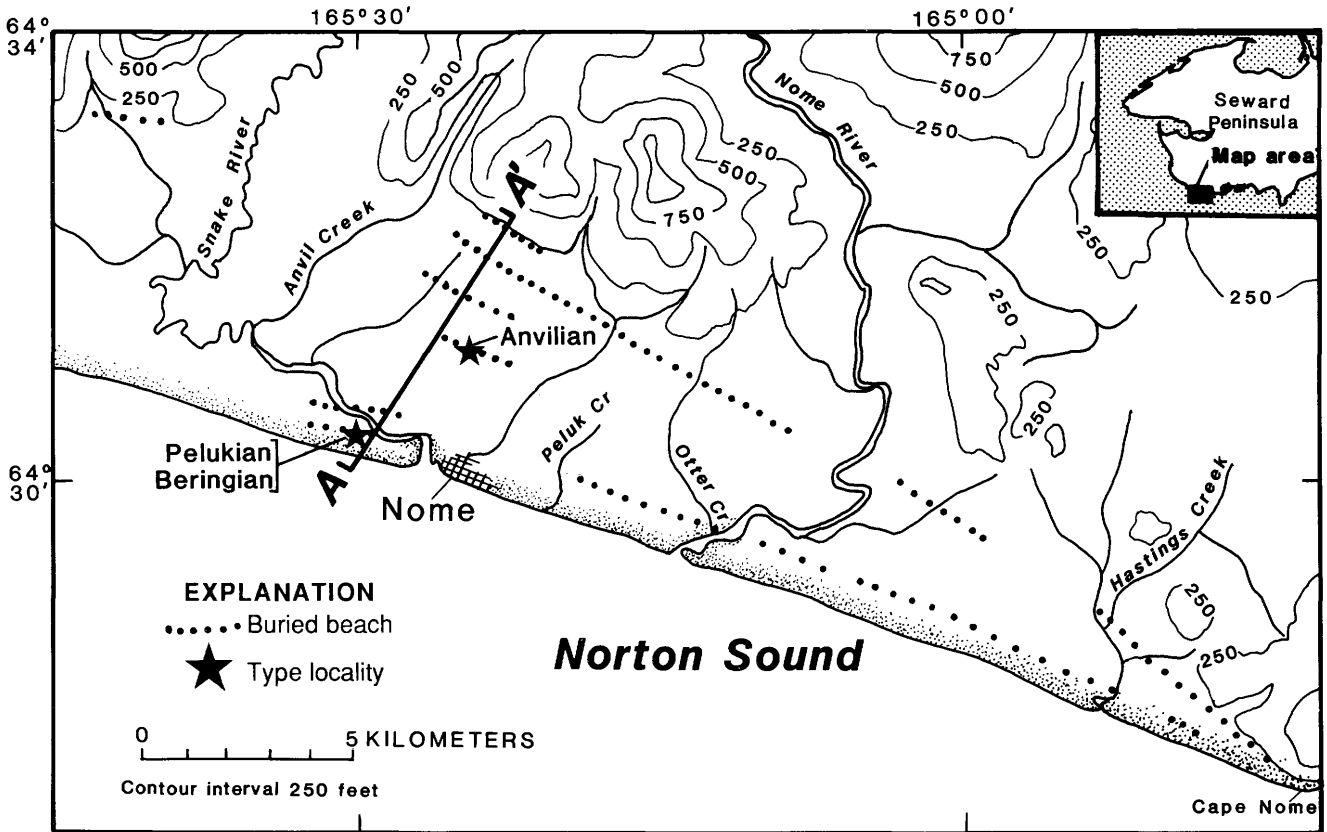 165°30′
165°00′
64°
34′
500
250
250
500
Snake River
Anvil Creek
A′
750
500
250
Nome River
250
500
750
Seward
Peninsula
Map area
250
250
250
250
Anvilian
Pelukian
Beringian
A
64°
30′
Nome
Peluk Cr
Otter Cr
Hastings Creek
250
250
EXPLANATION
Buried beach
Type locality
Norton Sound
0 5 KILOMETERS
Contour interval 250 feet
Cape Nome